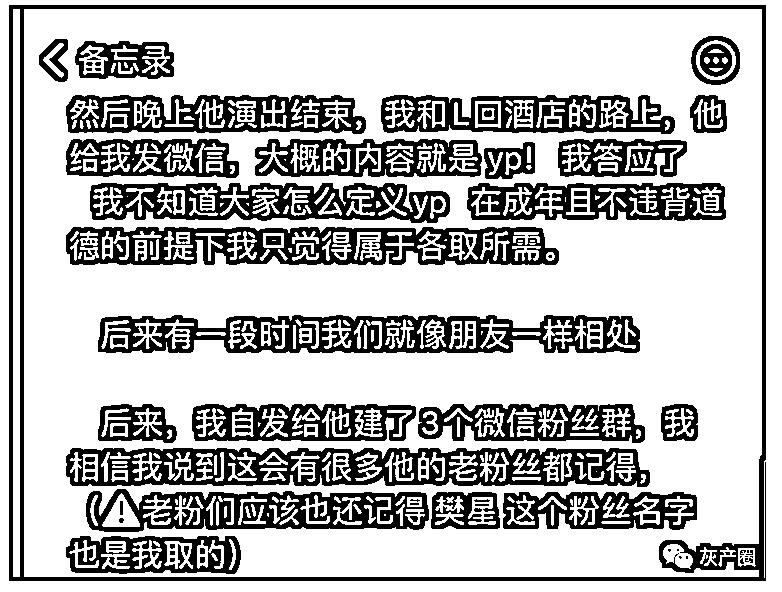 备忘录
然后晚上他演出结束，我和L回酒店的路上，他
给我发微信，大概的内容就是 yp！ 我答应了
我不知道大家怎么定义yp 在成年且不违背道
德的前提下我只觉得属于各取所需。
后来有一段时间我们就像朋友一样相处
后来，我自发给他建了3个微信粉丝群，我
相信我说到这会有很多他的老粉丝都记得，
（⚠老粉们应该也还记得 樊星 这个粉丝名字
也是我取的）
灰产圈